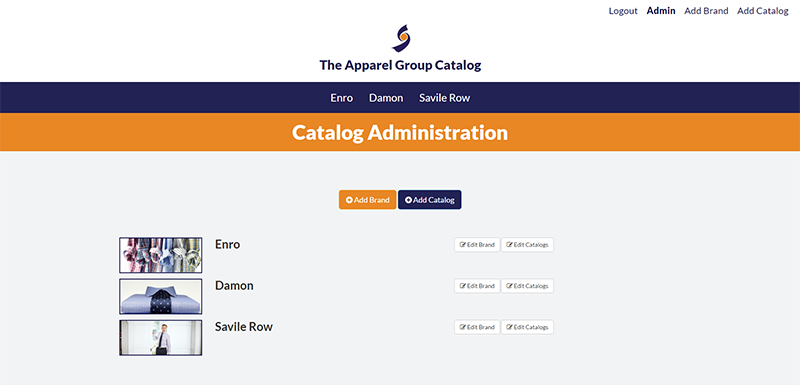 Logout Admin Add Brand Add Catalog
The Apparel Group Catalog
Enro Damon Savile Row
Catalog Administration
Add Brand Add Catalog
Enro Edit Brand Edit Catalogs
Damon Edit Brand Edit Catalogs
Savile Row Edit Brand Edit Catalogs